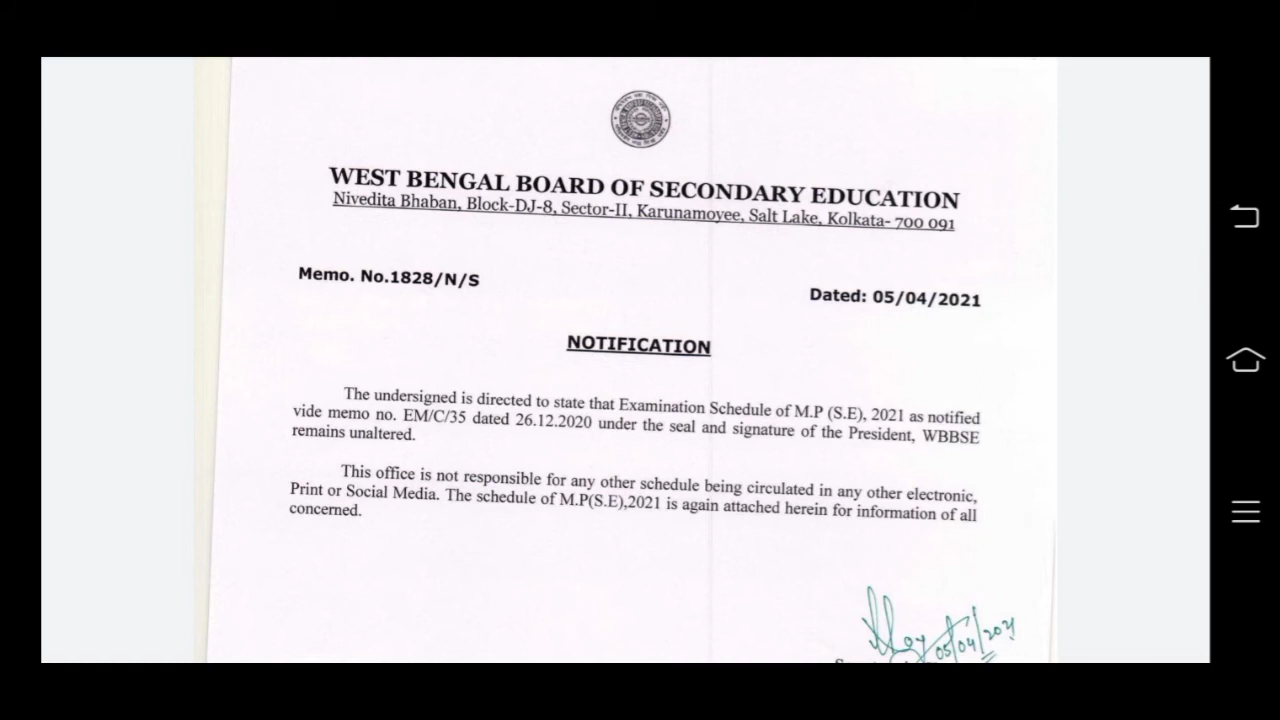 WEST BENGAL BOARD OF SECONDARY EDUCATION
Nivedita Bhaban, Block-DJ-8, Sector-II, Karunamoyee, Salt Lake, Kolkata- 700 091
Memo. No.1828/N/S
Dated: 05/04/2021
NOTIFICATION
The undersigned is directed to state that Examination Schedule of M.P (S.E), 2021 as notified
vide memo no. EM/C/35 dated 26.12.2020 under the seal and signature of the President, WBBSE
remains unaltered.
This office is not responsible for any other schedule being circulated in any other electronic,
Print or Social Media. The schedule of M.P(S.E),2021 is again attached herein for information of all
concerned.
05/04/2021